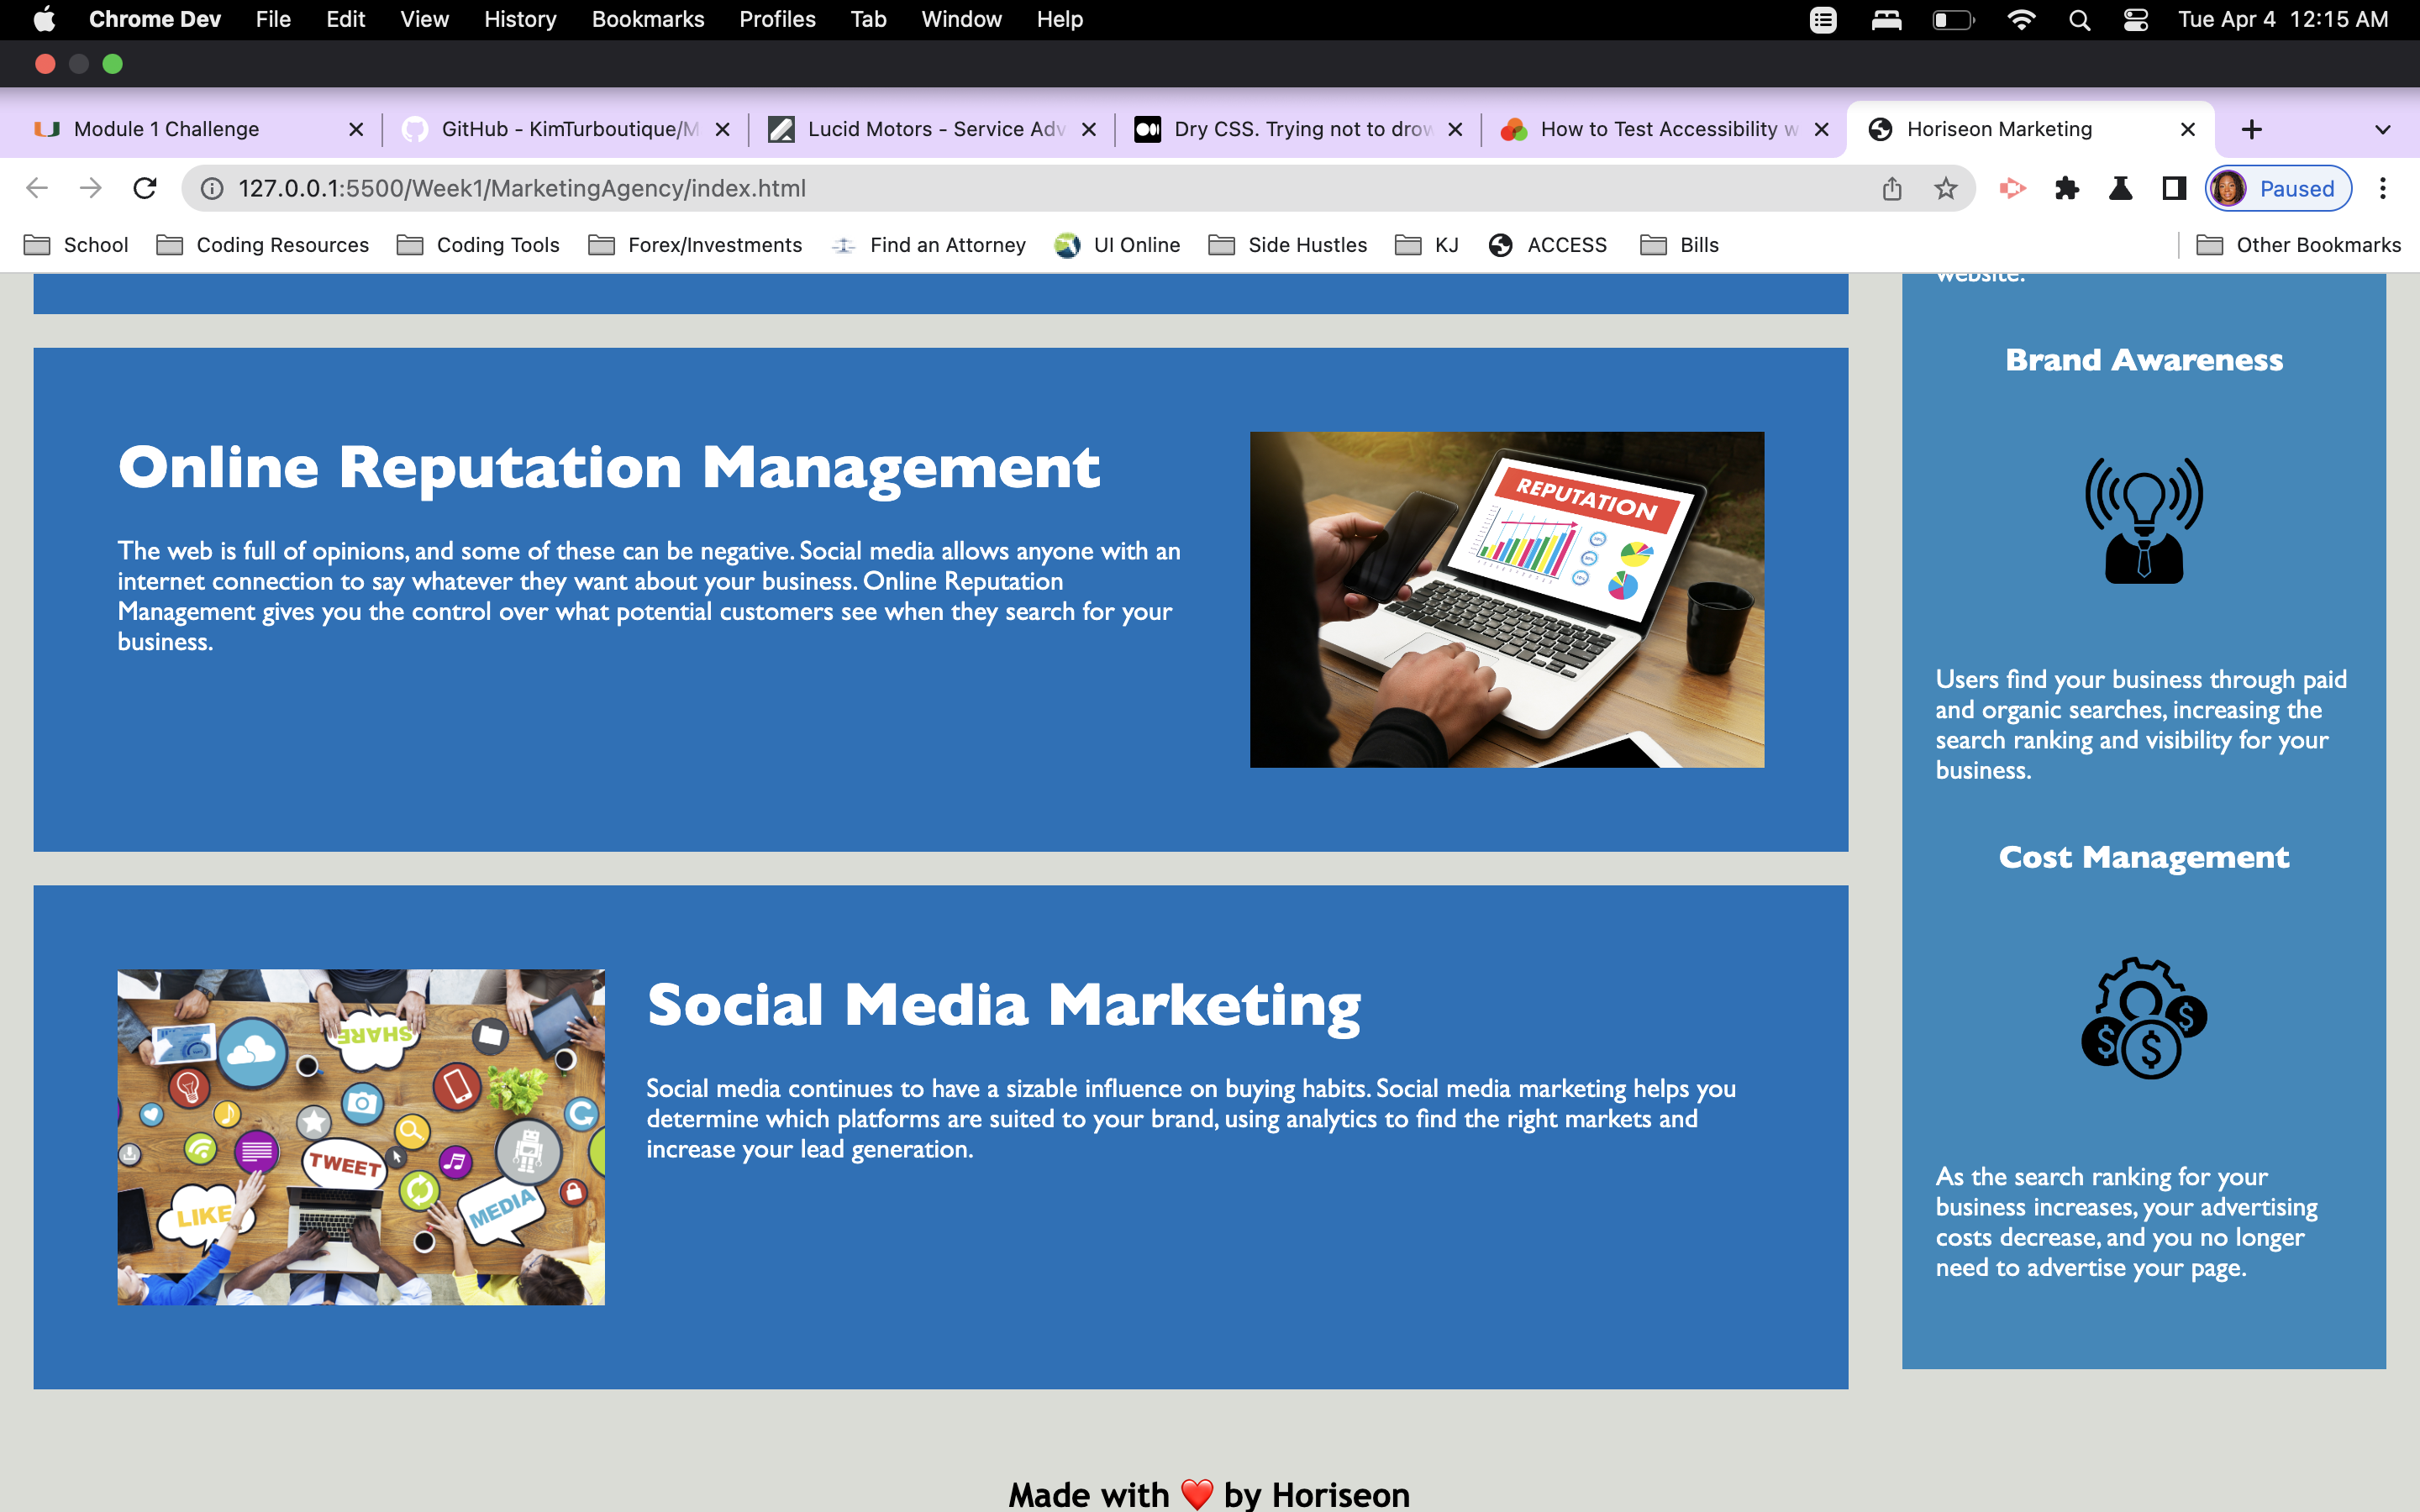 Chrome Dev File Edit View History Bookmarks Profiles Tab Window Help Tue Apr 4 12:15 AM
Module 1 Challenge GitHub - KimTurboutique/M Lucid Motors - Service Adv Dry CSS. Trying not to drow How to Test Accessibility w Horiseon Marketing
127.0.0.1:5500/Week1/MarketingAgency/index.html Paused
School Coding Resources Coding Tools Forex/Investments Find an Attorney UI Online Side Hustles KJ ACCESS Bills Other Bookmarks
Online Reputation Management
The web is full of opinions, and some of these can be negative. Social media allows anyone with an
internet connection to say whatever they want about your business. Online Reputation
Management gives you the control over what potential customers see when they search for your
business.
REPUTATION
SHARE
TWEET
LIKE
MEDIA
Social Media Marketing
Social media continues to have a sizable influence on buying habits. Social media marketing helps you
determine which platforms are suited to your brand, using analytics to find the right markets and
increase your lead generation.
website.
Brand Awareness
Users find your business through paid
and organic searches, increasing the
search ranking and visibility for your
business.
Cost Management
$ $ $
As the search ranking for your
business increases, your advertising
costs decrease, and you no longer
need to advertise your page.
Made with ❤️ by Horiseon